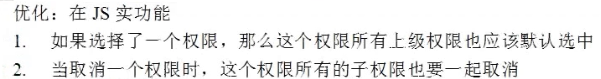 优化：在 JS 实功能
1. 如果选择了一个权限，那么这个权限所有上级权限也应该默认选中
2. 当取消一个权限时，这个权限所有的子权限也要一起取消